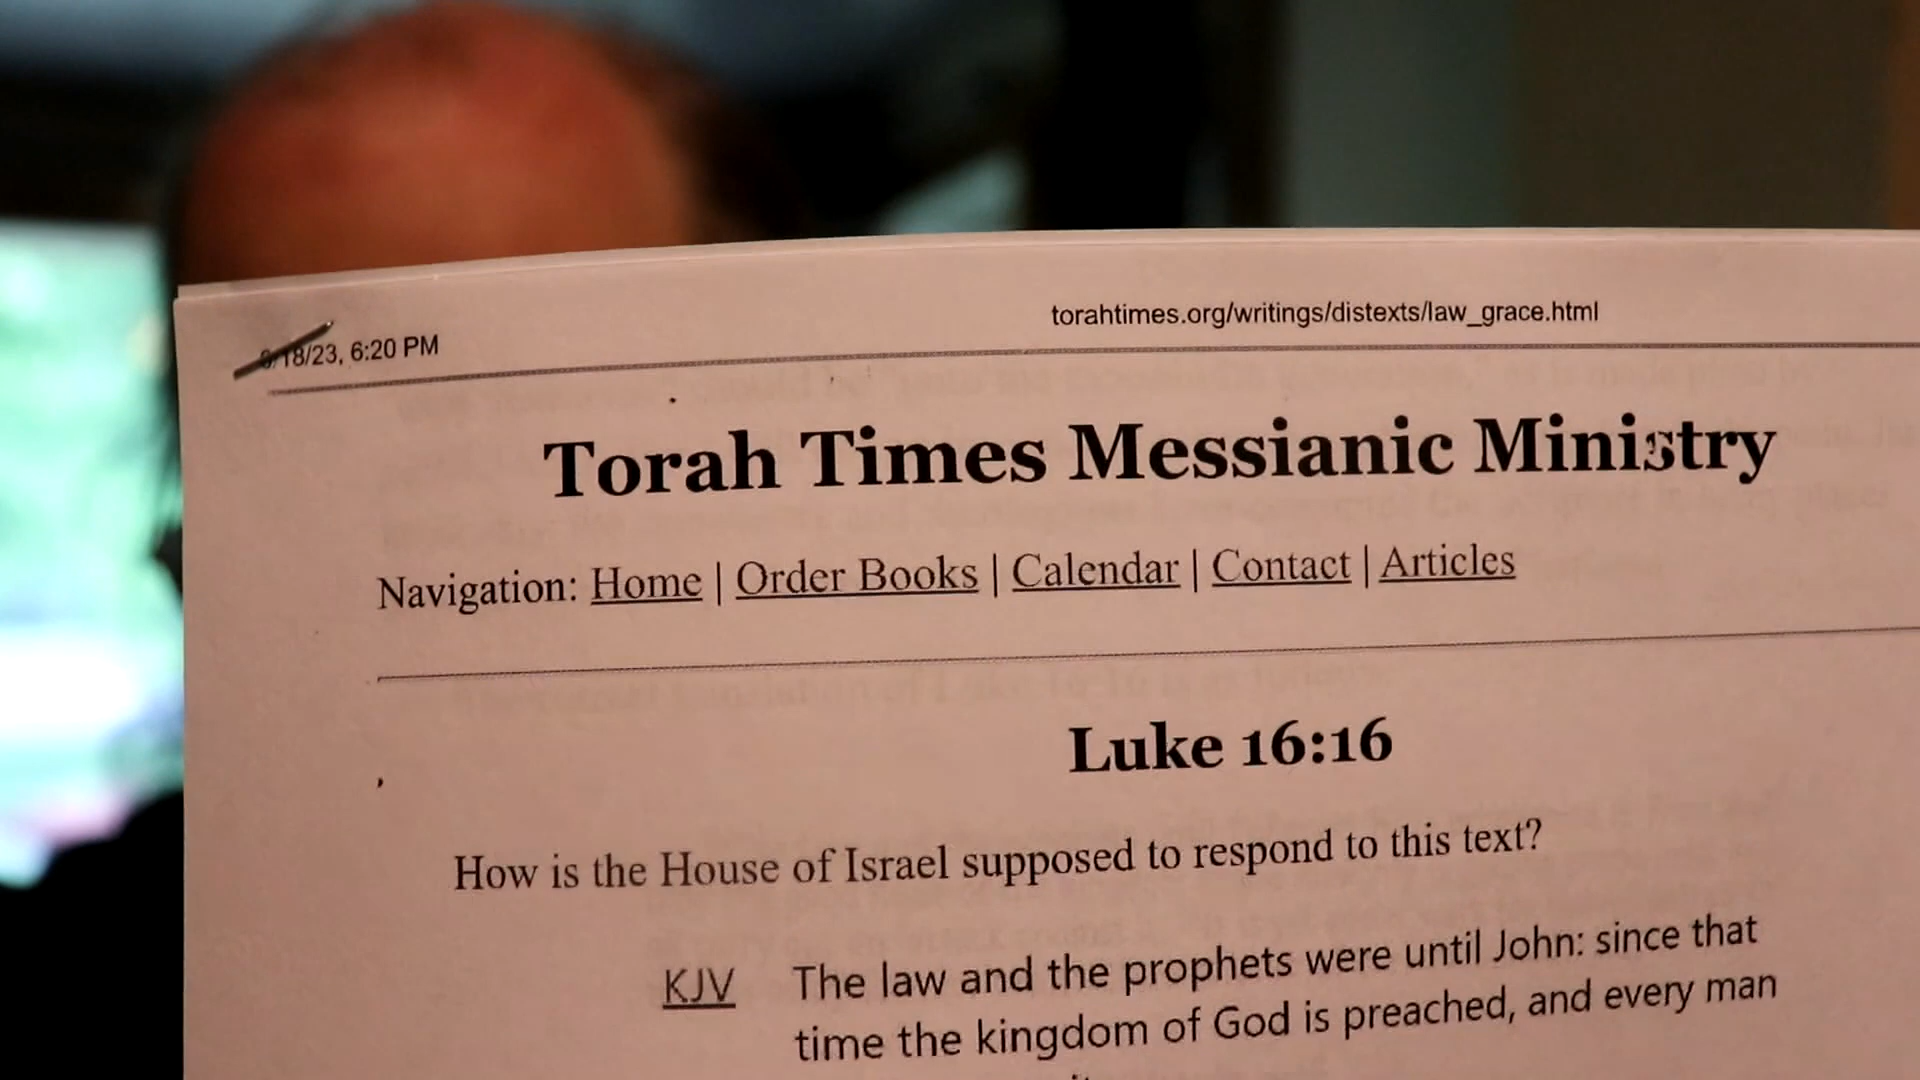 torahtimes.org/writings/distexts/law_grace.html
/18/23, 6:20 PM
Torah Times Messianic Ministry
Navigation: Home | Order Books | Calendar | Contact | Articles
Luke 16:16
How is the House of Israel supposed to respond to this text?
KJV The law and the prophets were until John: since that
time the kingdom of God is preached, and every man